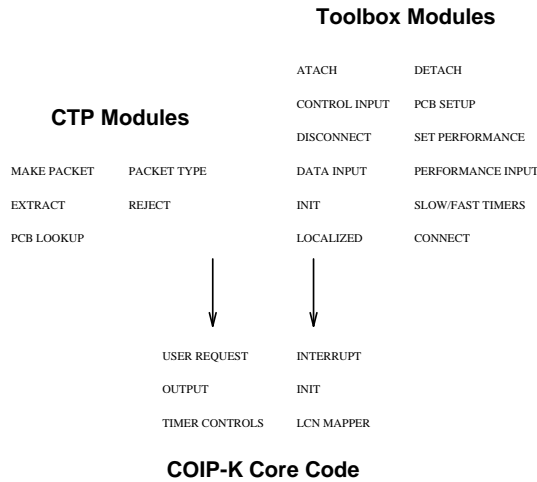 Toolbox Modules
ATACH DETACH
CONTROL INPUT PCB SETUP
CTP Modules
DISCONNECT SET PERFORMANCE
MAKE PACKET PACKET TYPE DATA INPUT PERFORMANCE INPUT
EXTRACT REJECT INIT SLOW/FAST TIMERS
PCB LOOKUP LOCALIZED CONNECT
USER REQUEST INTERRUPT
OUTPUT INIT
TIMER CONTROLS LCN MAPPER
COIP-K Core Code